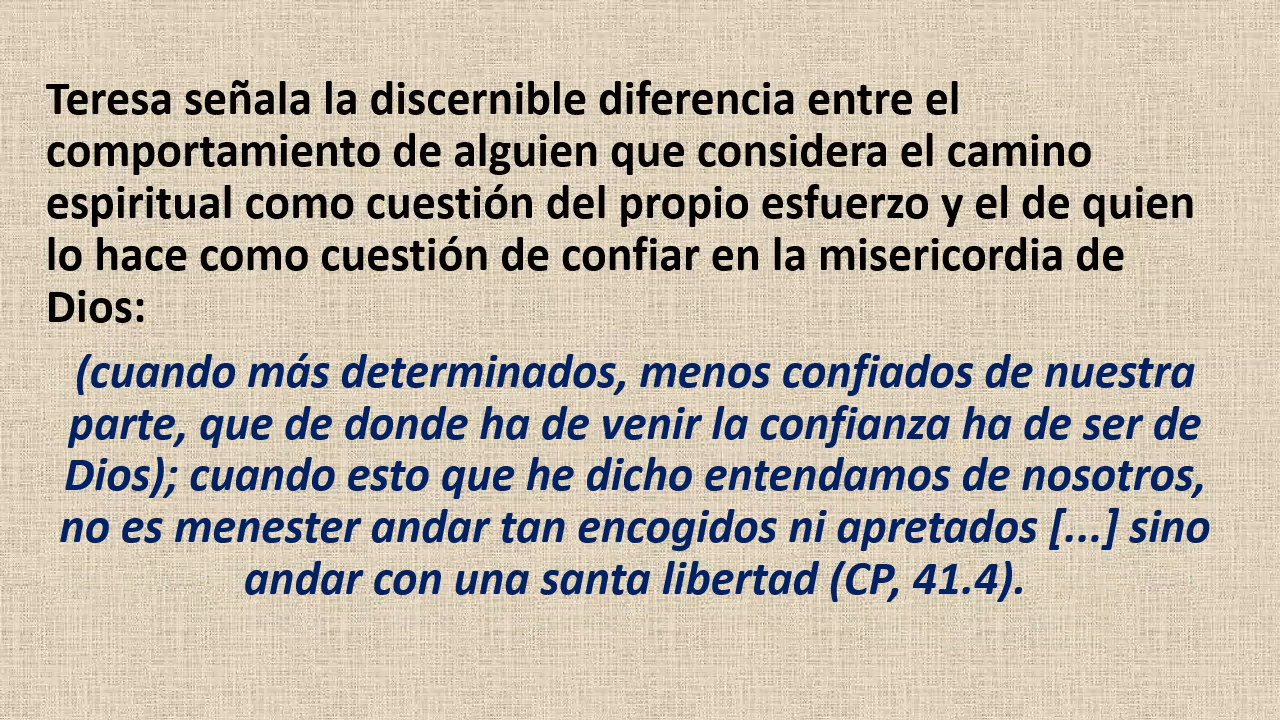 Teresa señala la discernible diferencia entre el
comportamiento de alguien que considera el camino
espiritual como cuestión del propio esfuerzo y el de quien
lo hace como cuestión de confiar en la misericordia de
Dios:
(cuando más determinados, menos confiados de nuestra
parte, que de donde ha de venir la confianza ha de ser de
Dios); cuando esto que he dicho entendamos de nosotros,
no es menester andar tan encogidos ni apretados [...] sino
andar con una santa libertad (CP, 41.4).